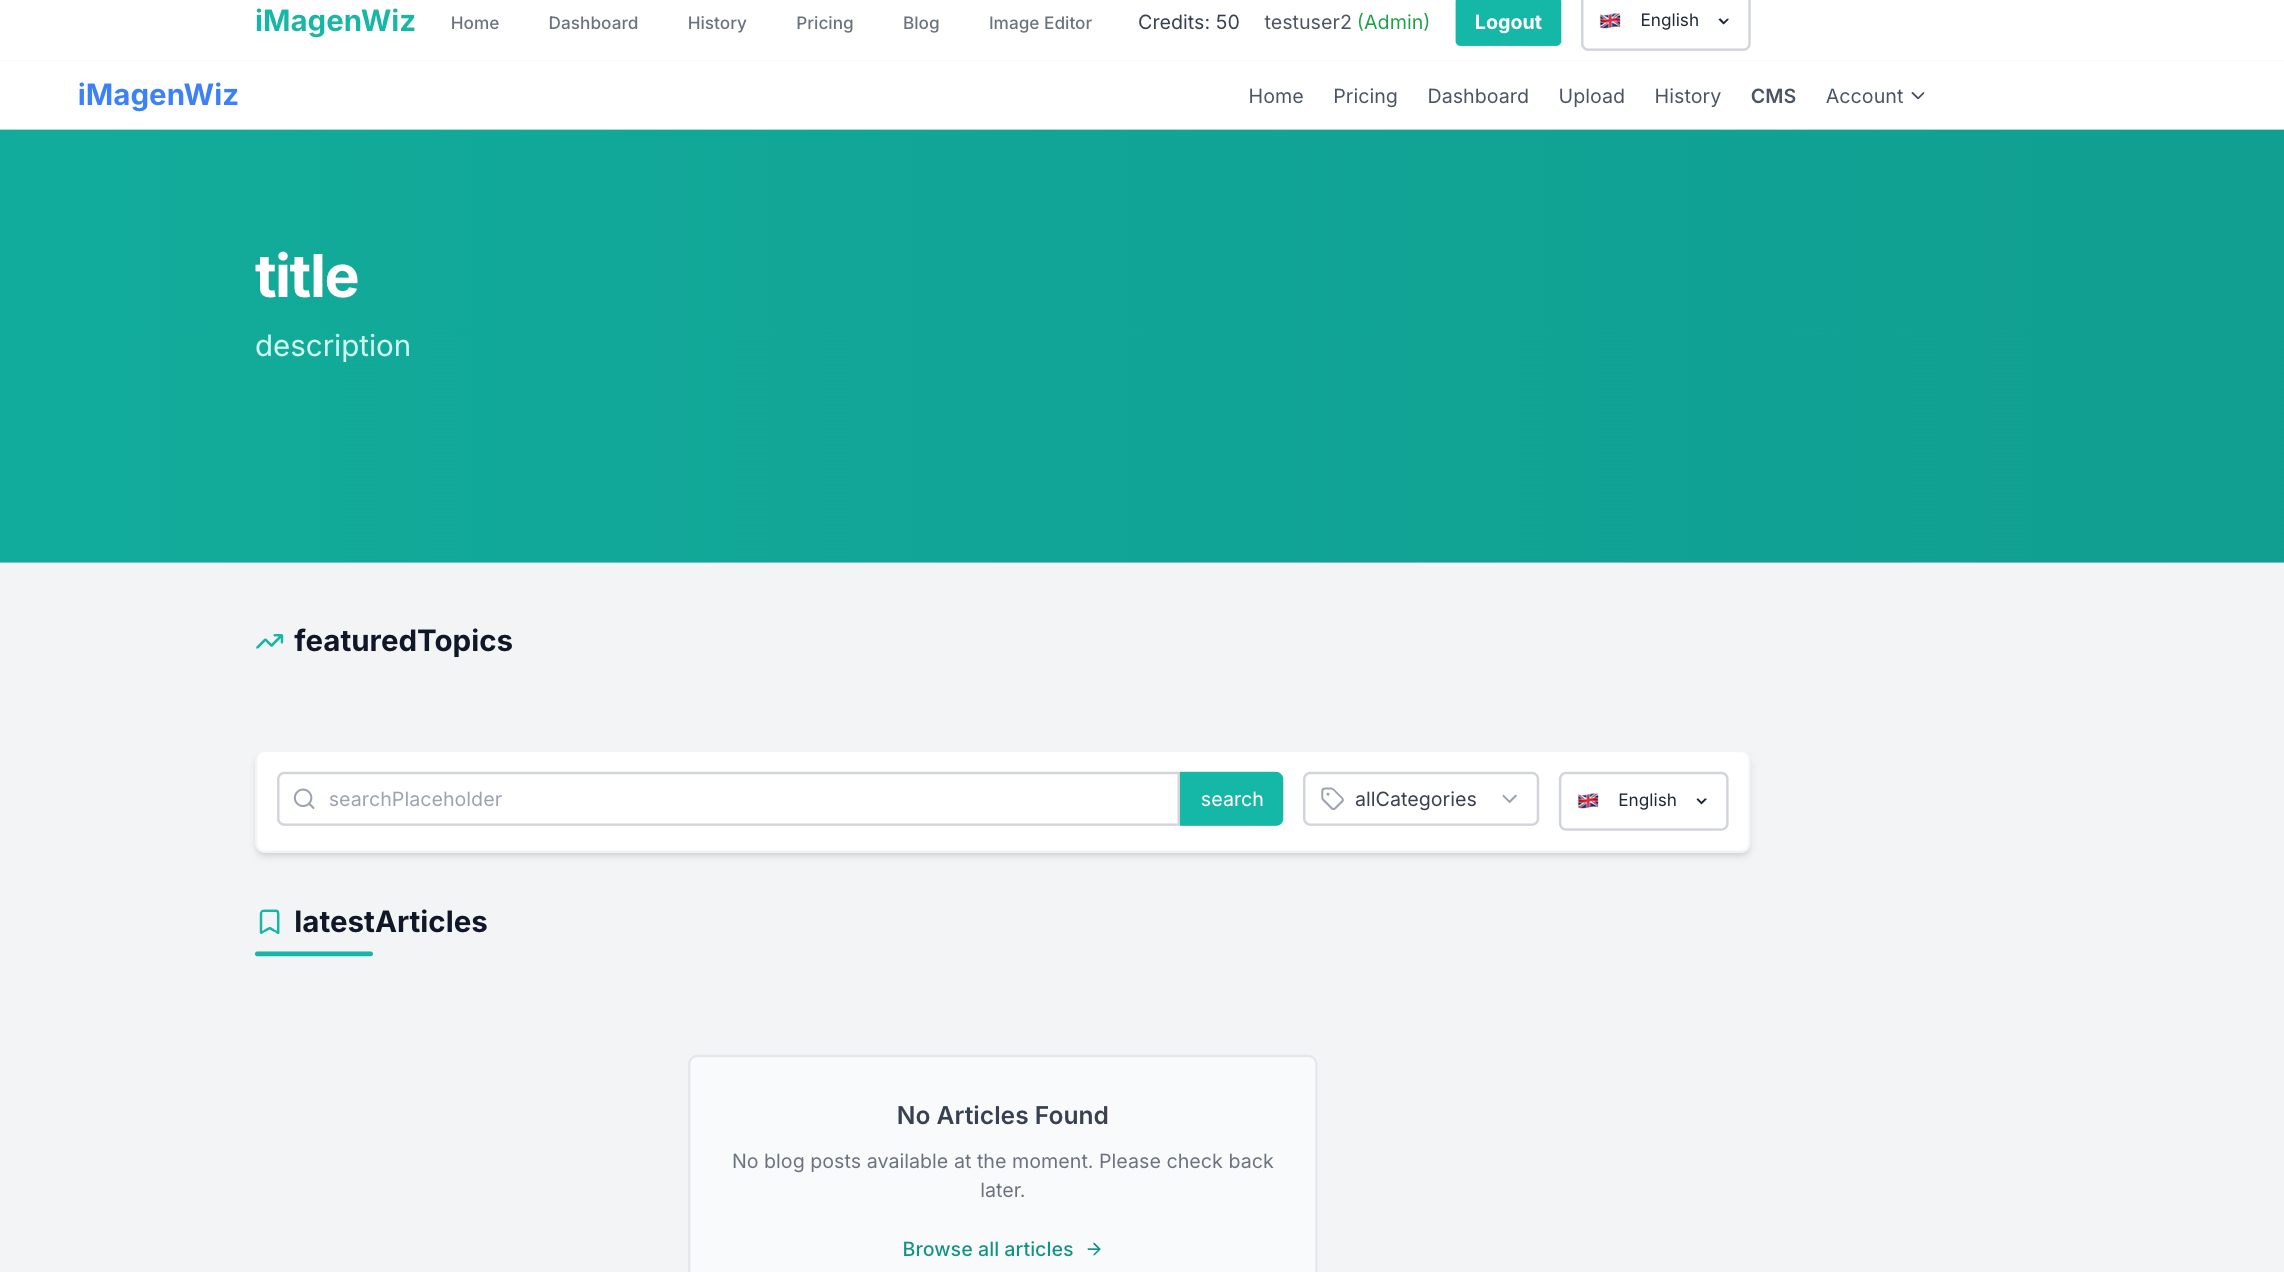 iMagenWiz Home Dashboard History Pricing Blog Image Editor Credits: 50 testuser2 (Admin) Logout English
iMagenWiz Home Pricing Dashboard Upload History CMS Account
title
description
featuredTopics
searchPlaceholder search allCategories English
latestArticles
No Articles Found
No blog posts available at the moment. Please check back
later.
Browse all articles →